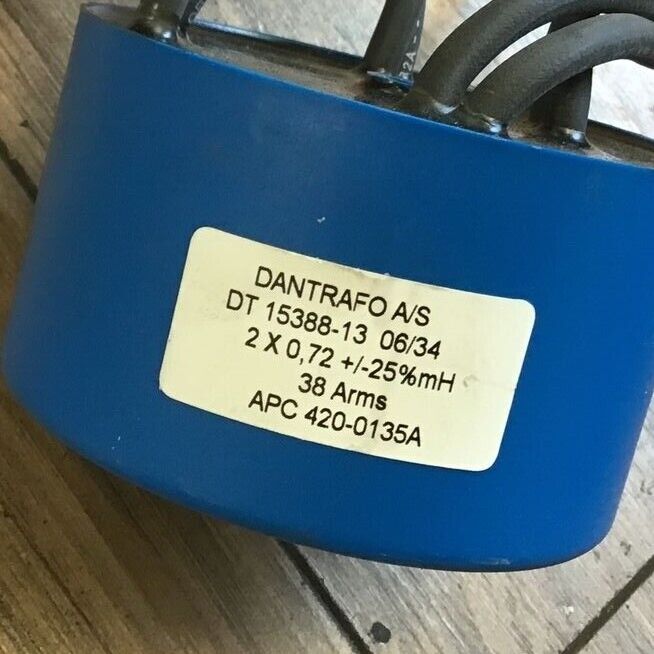 DANTRAFO A/S
DT 15388-13 06/34
2 X 0,72 +/-25%mH
38 Arms
APC 420-0135A